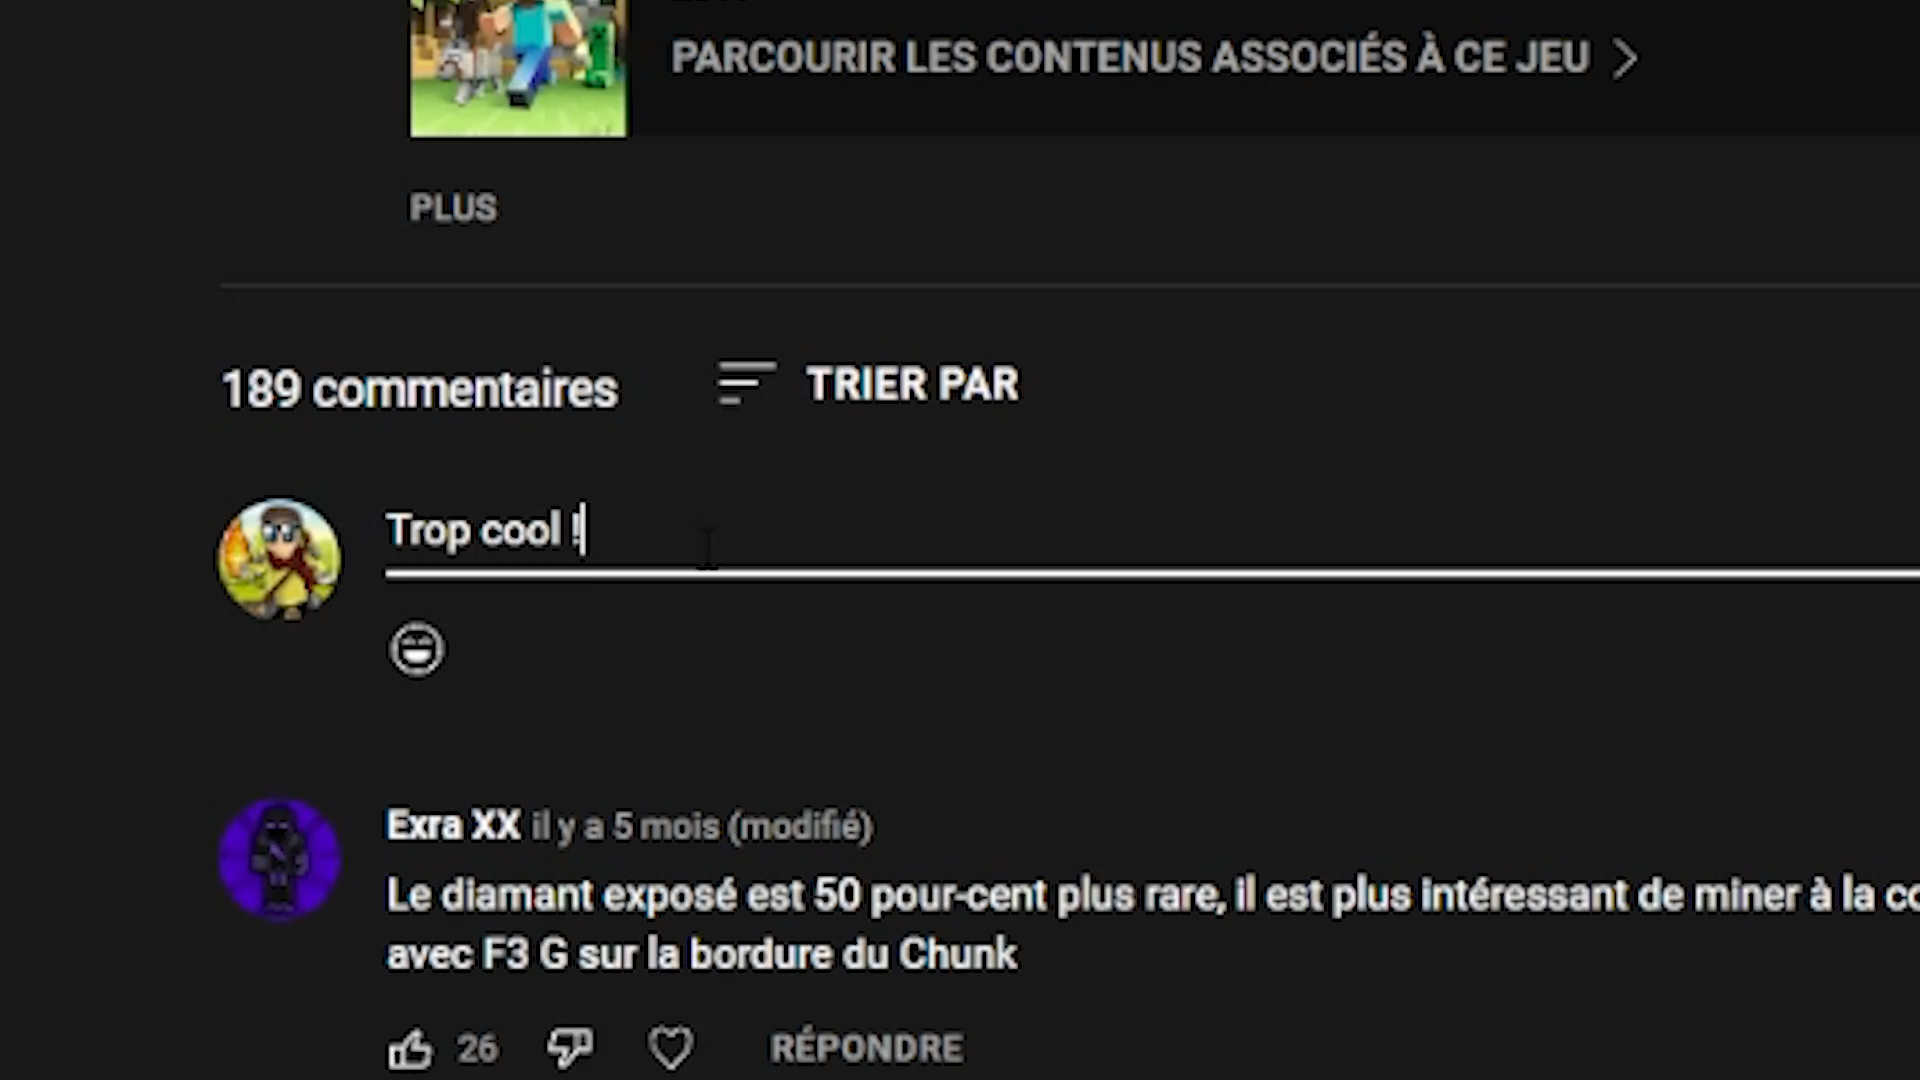 PARCOURIR LES CONTENUS ASSOCIÉS À CE JEU
PLUS
189 commentaires
TRIER PAR
Trop cool !
Exra XX il y a 5 mois (modifié)
Le diamant exposé est 50 pour-cent plus rare, il est plus intéressant de miner à la co
avec F3 G sur la bordure du Chunk
26
RÉPONDRE